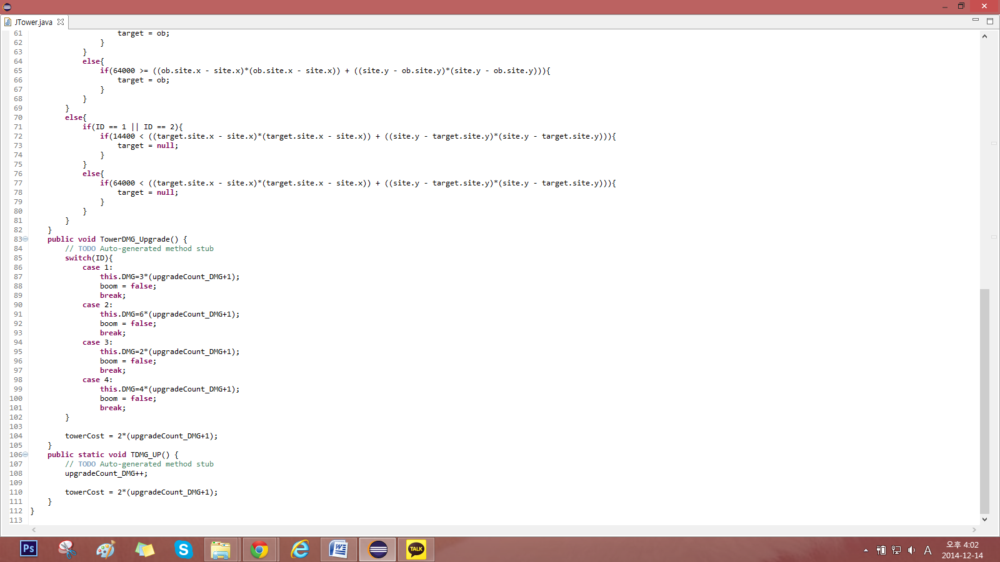 JTower.java
61 target = ob;
62 }
63 }
64 else{
65 if(64000 >= ((ob.site.x - site.x)*(ob.site.x - site.x)) + ((site.y - ob.site.y)*(site.y - ob.site.y))){
66 target = ob;
67 }
68 }
69 }
70 else{
71 if(ID == 1 || ID == 2){
72 if(14400 < ((target.site.x - site.x)*(target.site.x - site.x)) + ((site.y - target.site.y)*(site.y - target.site.y))){
73 target = null;
74 }
75 }
76 else{
77 if(64000 < ((target.site.x - site.x)*(target.site.x - site.x)) + ((site.y - target.site.y)*(site.y - target.site.y))){
78 target = null;
79 }
80 }
81 }
82 }
83 public void TowerDMG_Upgrade() {
84 // TODO Auto-generated method stub
85 switch(ID){
86 case 1:
87 this.DMG=3*(upgradeCount_DMG+1);
88 boom = false;
89 break;
90 case 2:
91 this.DMG=6*(upgradeCount_DMG+1);
92 boom = false;
93 break;
94 case 3:
95 this.DMG=2*(upgradeCount_DMG+1);
96 boom = false;
97 break;
98 case 4:
99 this.DMG=4*(upgradeCount_DMG+1);
100 boom = false;
101 break;
102 }
103
104 towerCost = 2*(upgradeCount_DMG+1);
105 }
106 public static void TDMG_UP() {
107 // TODO Auto-generated method stub
108 upgradeCount_DMG++;
109
110 towerCost = 2*(upgradeCount_DMG+1);
111 }
112 }
113
Ps
S
W
TALK
A
오후 4:02
2014-12-14